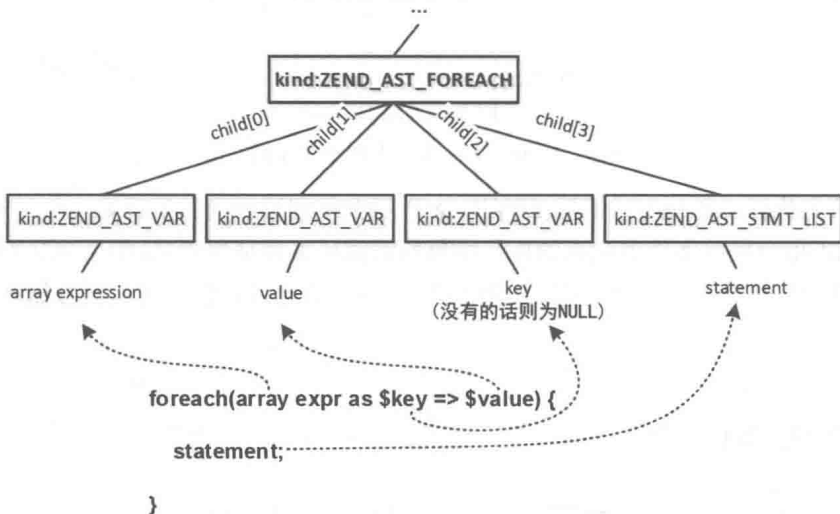 ...
kind:ZEND_AST_FOREACH
child[0]
child[1]
child[2]
child[3]
kind:ZEND_AST_VAR
kind:ZEND_AST_VAR
kind:ZEND_AST_VAR
kind:ZEND_AST_STMT_LIST
array expression
value
key
(没有的话则为NULL)
statement
foreach(array expr as $key => $value) {
statement;
}